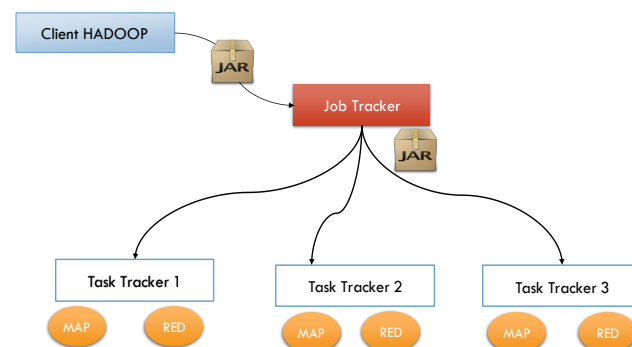 Client HADOOP
JAR
Job Tracker
JAR
Task Tracker 1
Task Tracker 2
Task Tracker 3
MAP
RED
MAP
RED
MAP
RED